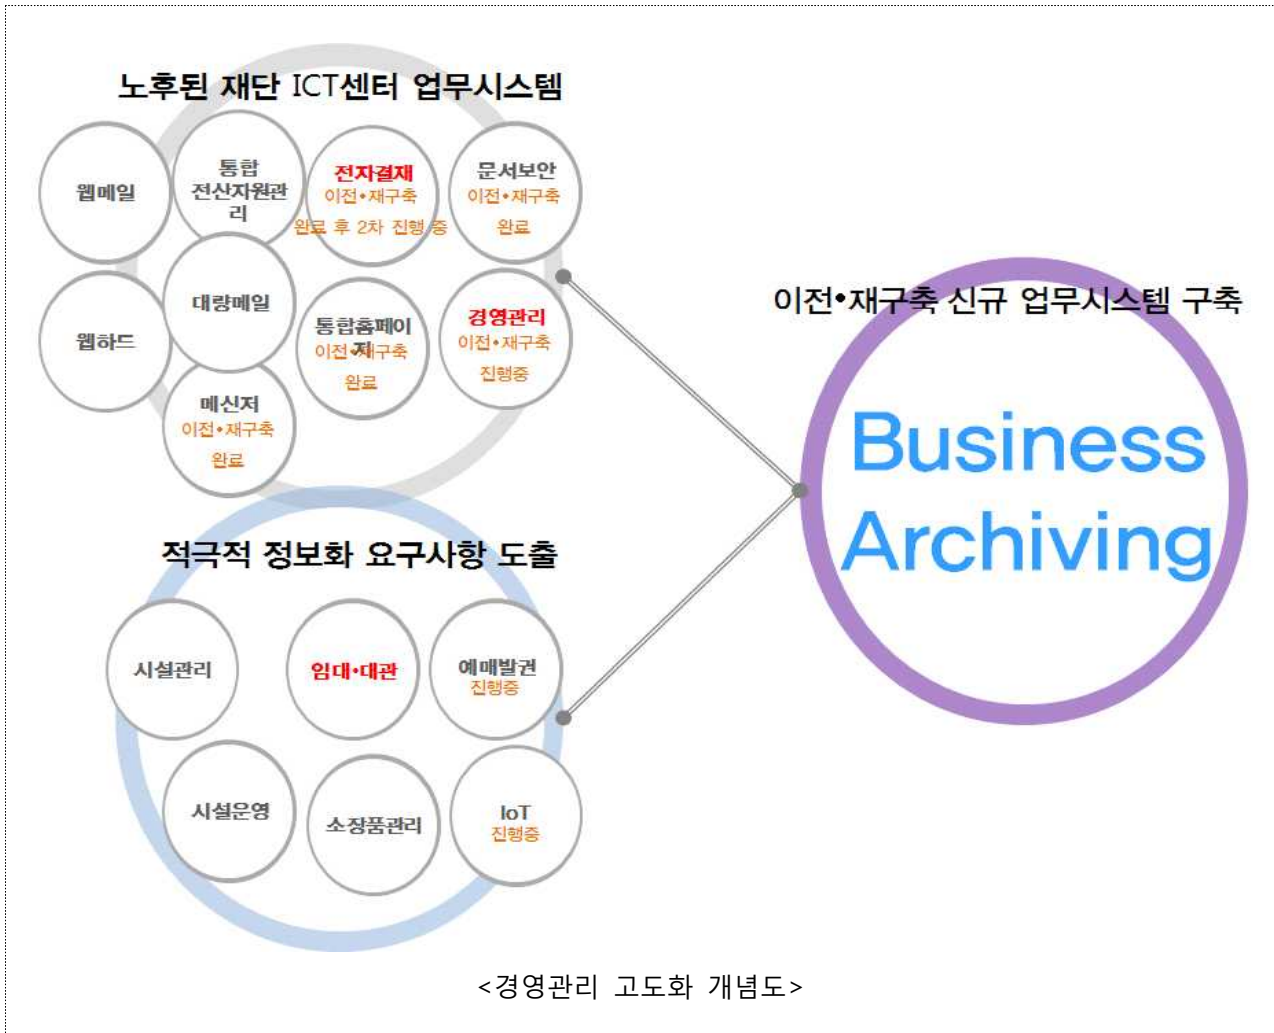 노후된 재단 ICT센터 업무시스템
웹메일
통합
전산자원관
리
전자결재
이전•재구축
완료 후 2차 진행 중
문서보안
이전•재구축
완료
웹하드
대량메일
통합홈페이
지
이전•재구축
완료
경영관리
이전•재구축
진행중
메신저
이전•재구축
완료
이전•재구축 신규 업무시스템 구축
Business
Archiving
적극적 정보화 요구사항 도출
시설관리
임대•대관
예매발권
진행중
시설운영
소장품관리
IoT
진행중
<경영관리 고도화 개념도>